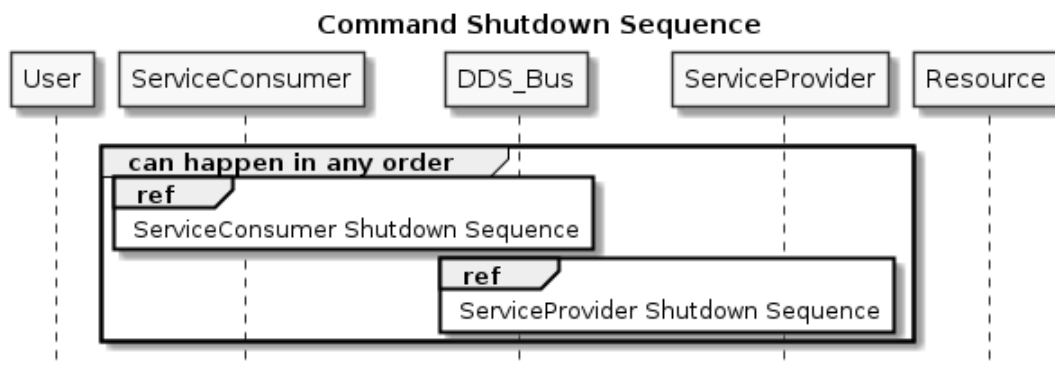 Command Shutdown Sequence
User ServiceConsumer DDS_Bus ServiceProvider Resource
can happen in any order
ref
ServiceConsumer Shutdown Sequence
ref
ServiceProvider Shutdown Sequence